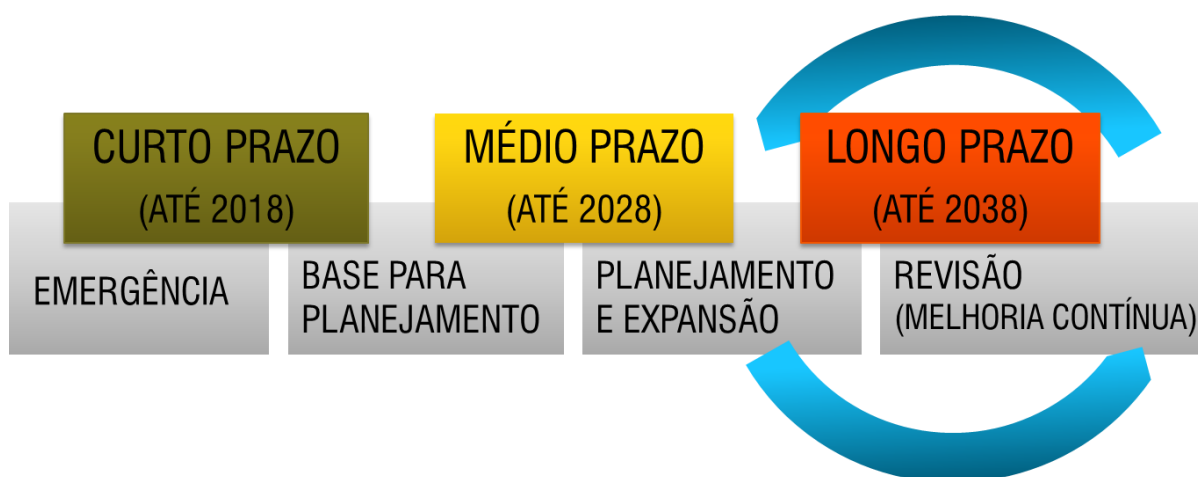 CURTO PRAZO
(ATÉ 2018)
MÉDIO PRAZO
(ATÉ 2028)
LONGO PRAZO
(ATÉ 2038)
EMERGÊNCIA
BASE PARA
PLANEJAMENTO
PLANEJAMENTO
E EXPANSÃO
REVISÃO
(MELHORIA CONTÍNUA)